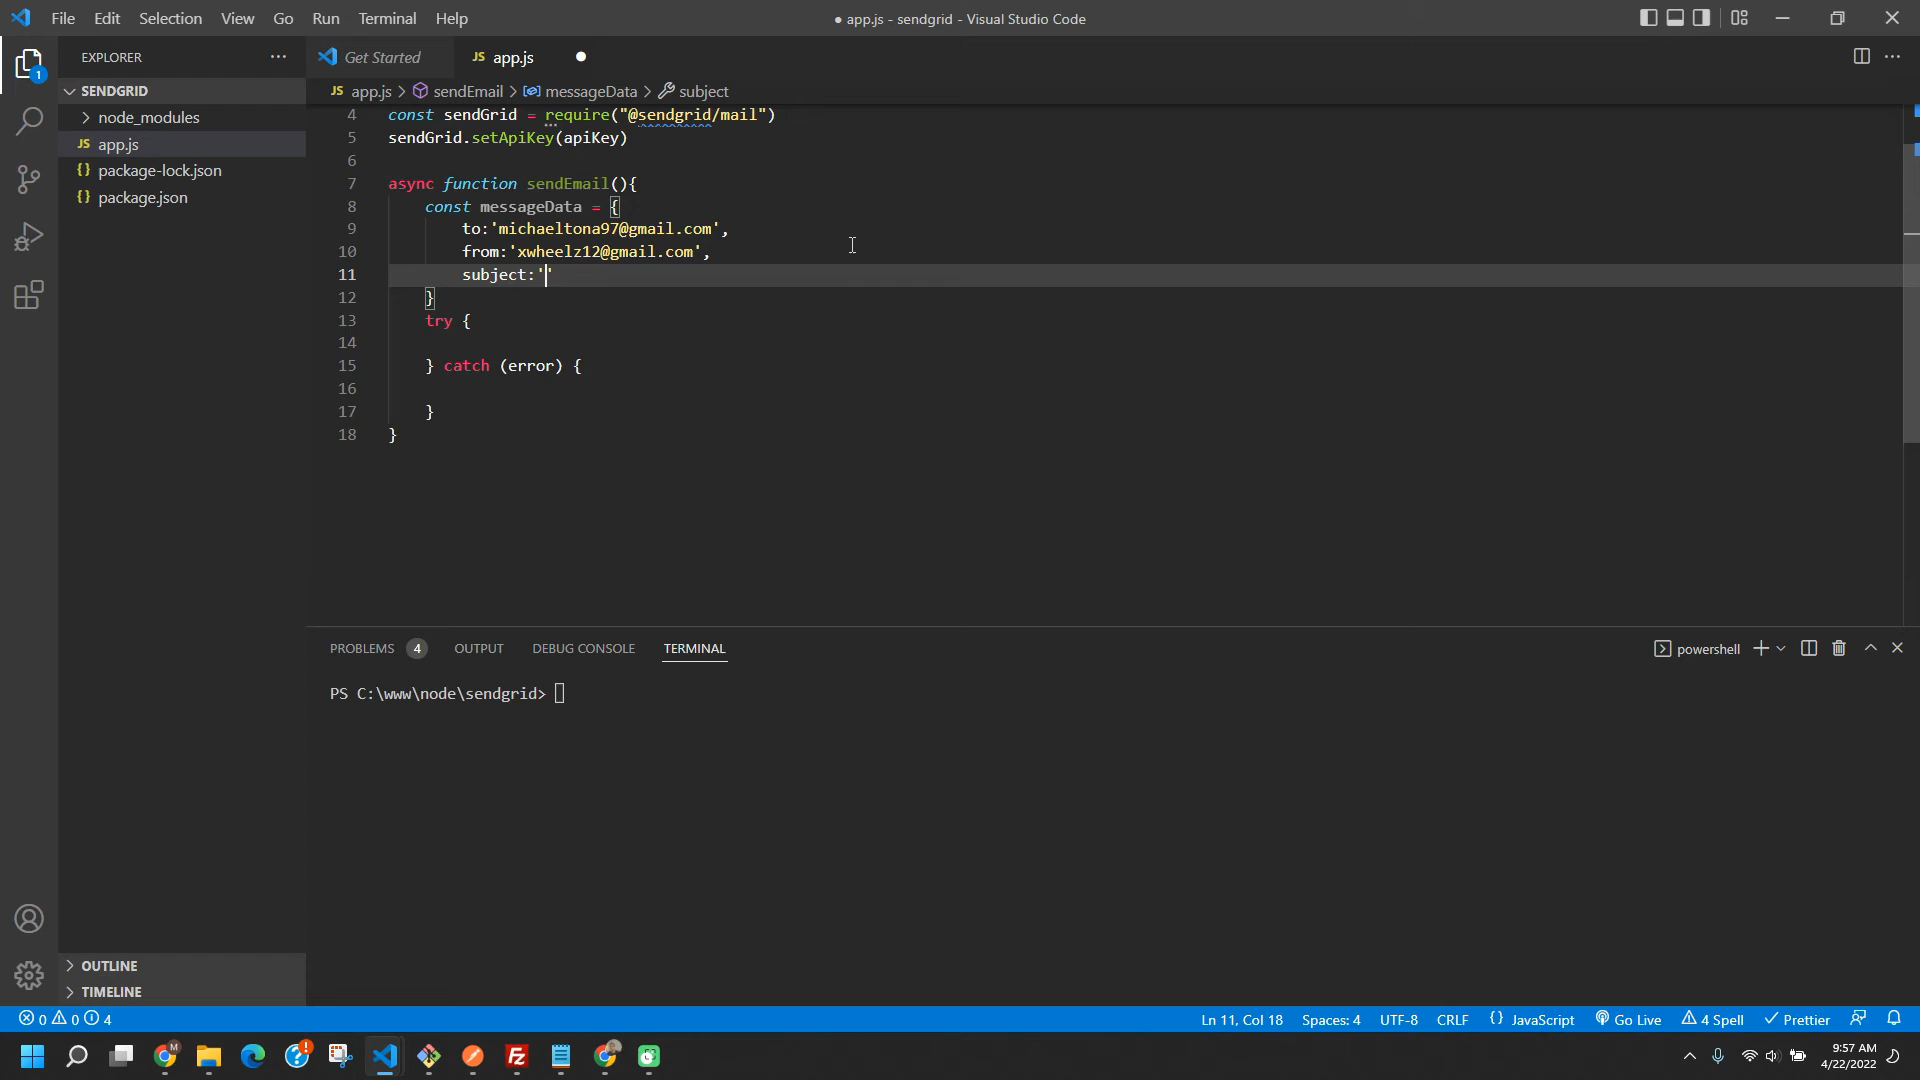 File Edit Selection View Go Run Terminal Help
● app.js - sendgrid - Visual Studio Code
EXPLORER
Get Started
JS app.js
SENDGRID
JS app.js > sendEmail > messageData > subject
node_modules
JS app.js
{} package-lock.json
{} package.json
4 const sendGrid = require("@sendgrid/mail")
5 sendGrid.setApiKey(apiKey)
6
7 async function sendEmail(){
8 const messageData = {
9 to:'michaeltona97@gmail.com',
10 from:'xwheelz12@gmail.com',
11 subject:''
12 }
13 try {
14
15 } catch (error) {
16
17 }
18 }
PROBLEMS 4 OUTPUT DEBUG CONSOLE TERMINAL
powershell
PS C:\www\node\sendgrid>
1
OUTLINE
TIMELINE
0 0 4
Ln 11, Col 18 Spaces: 4 UTF-8 CRLF {} JavaScript Go Live 4 Spell Prettier
M
Fz
9:57 AM
4/22/2022